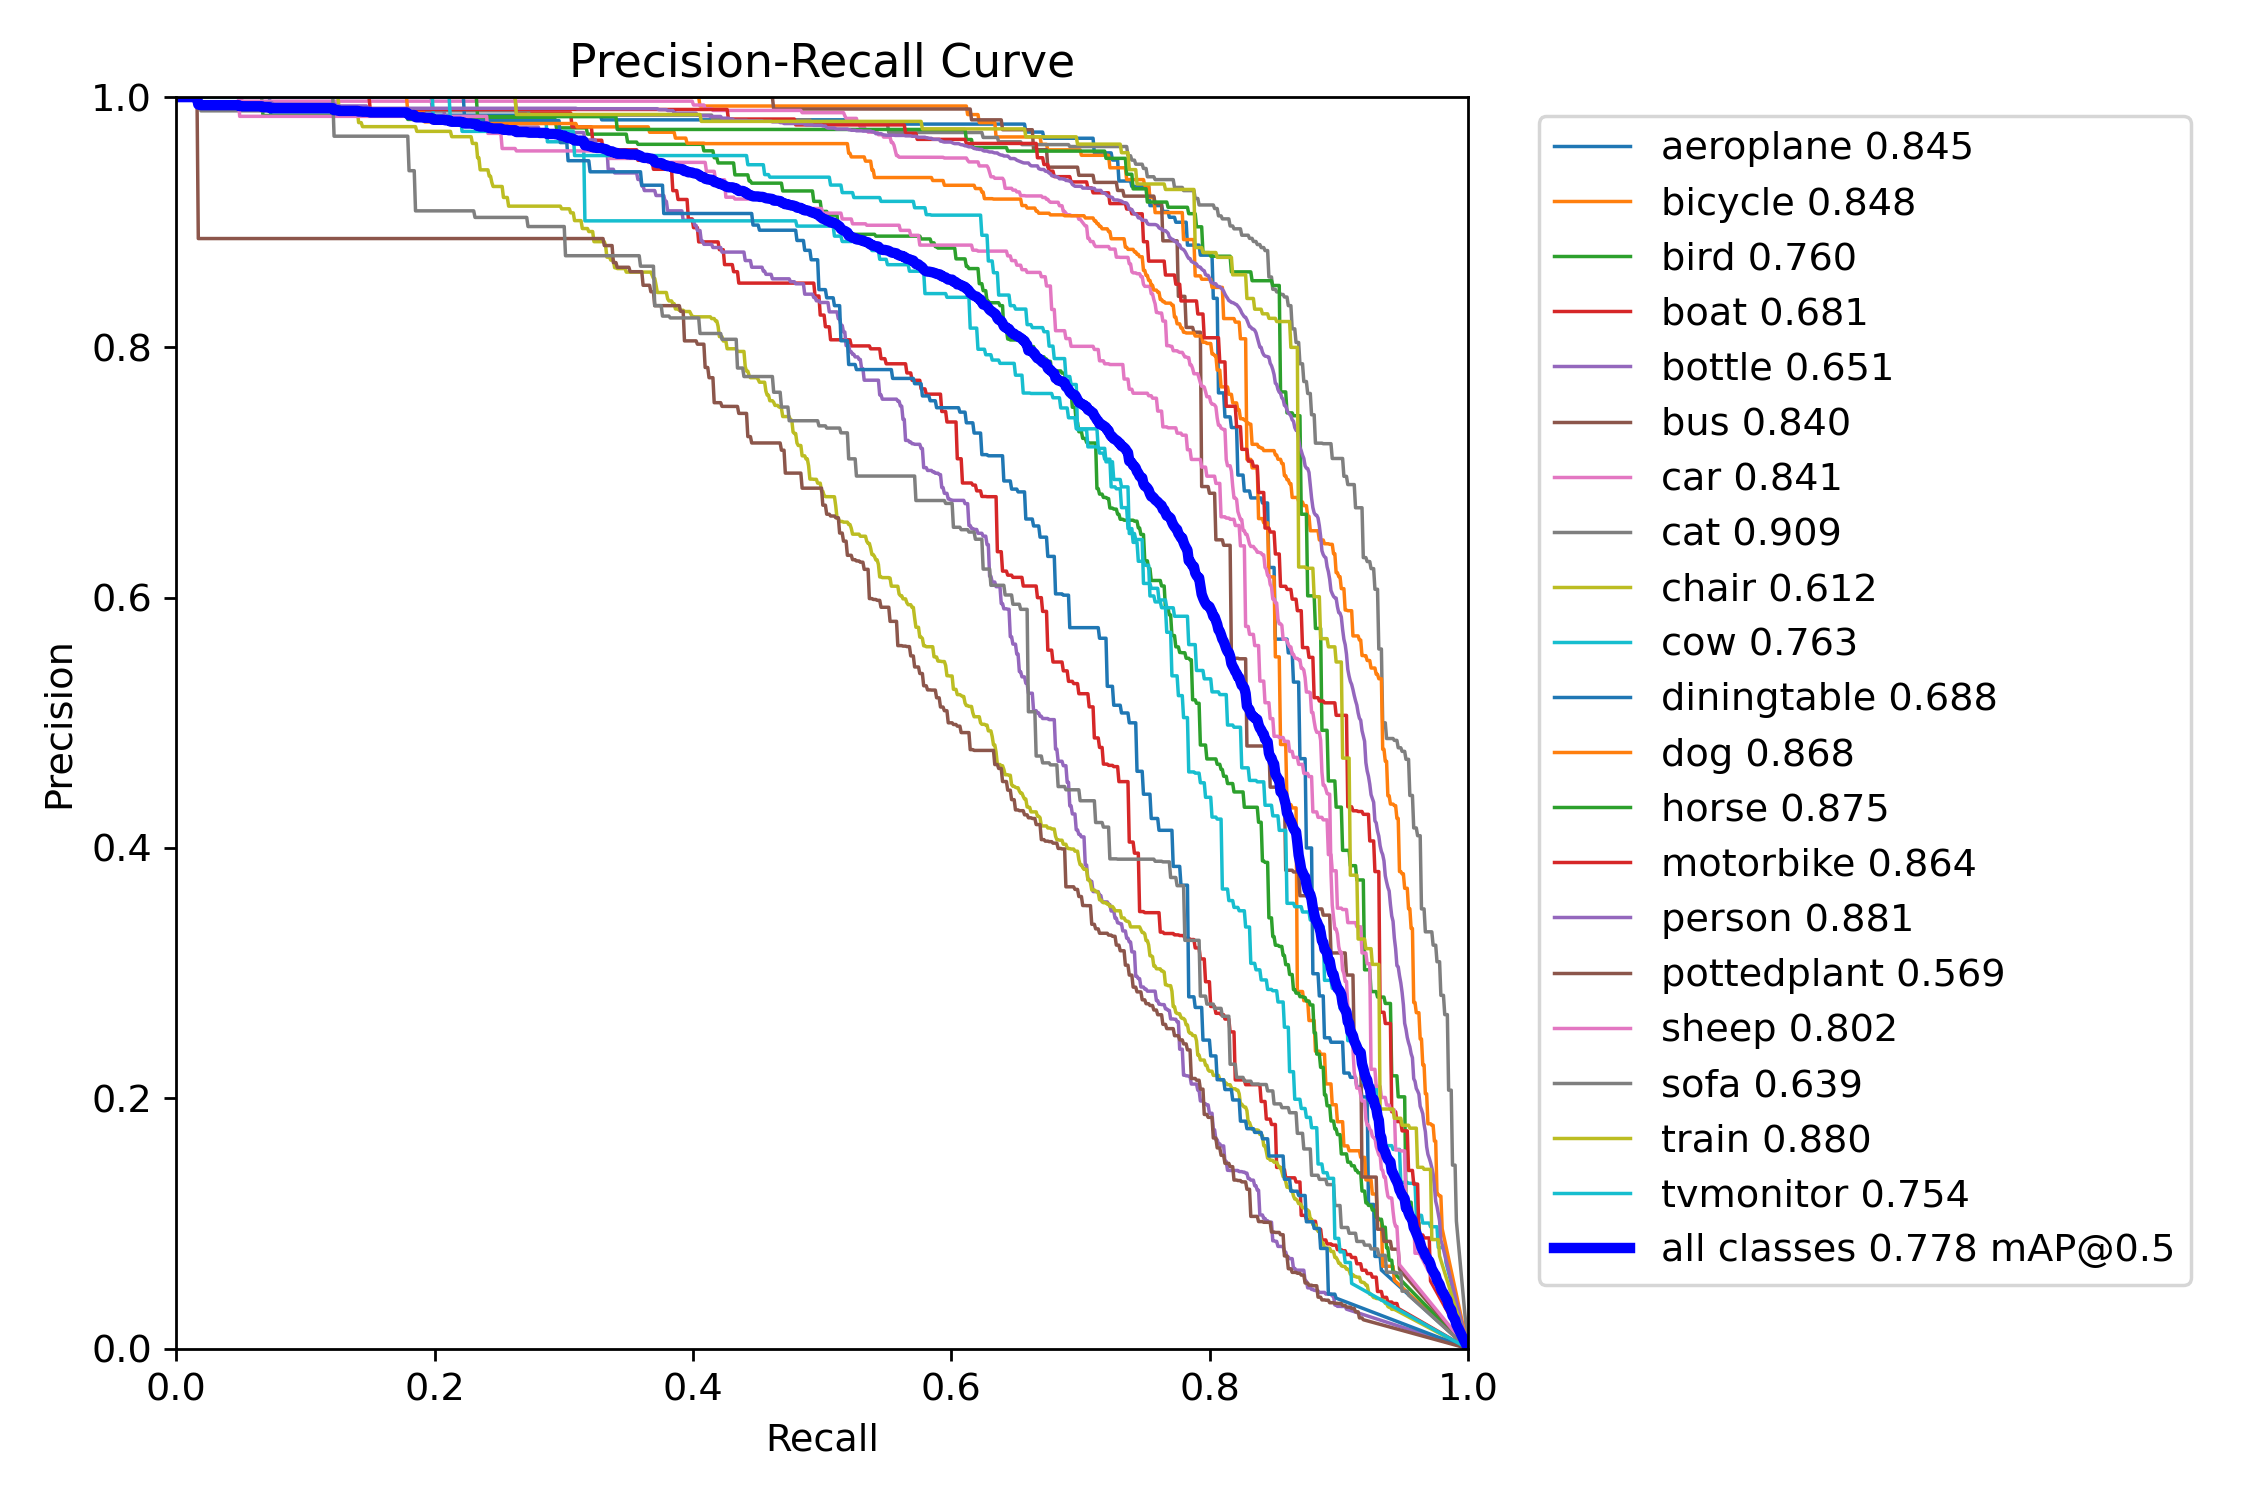 Precision-Recall Curve
1.0
0.8
0.6
0.4
0.2
0.0
Precision
0.0 0.2 0.4 0.6 0.8 1.0
Recall
aeroplane 0.845
bicycle 0.848
bird 0.760
boat 0.681
bottle 0.651
bus 0.840
car 0.841
cat 0.909
chair 0.612
cow 0.763
diningtable 0.688
dog 0.868
horse 0.875
motorbike 0.864
person 0.881
pottedplant 0.569
sheep 0.802
sofa 0.639
train 0.880
tvmonitor 0.754
all classes 0.778 mAP@0.5